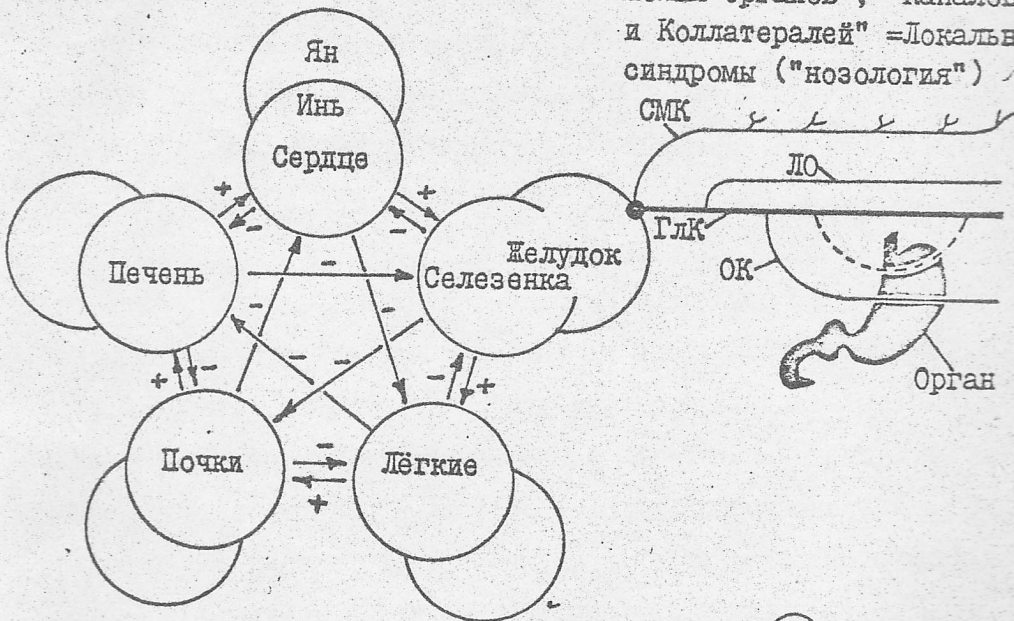 и Коллатералей" =Локальн
синдромы ("нозология")
СМК
ЛО
ГлК
ОК
Орган
Ян
Инь
Сердце
+
-
+
-
Печень
-
Желудок
Селезенка
-
-
-
-
-
+
-
-
+
Почки
-
+
Лёгкие